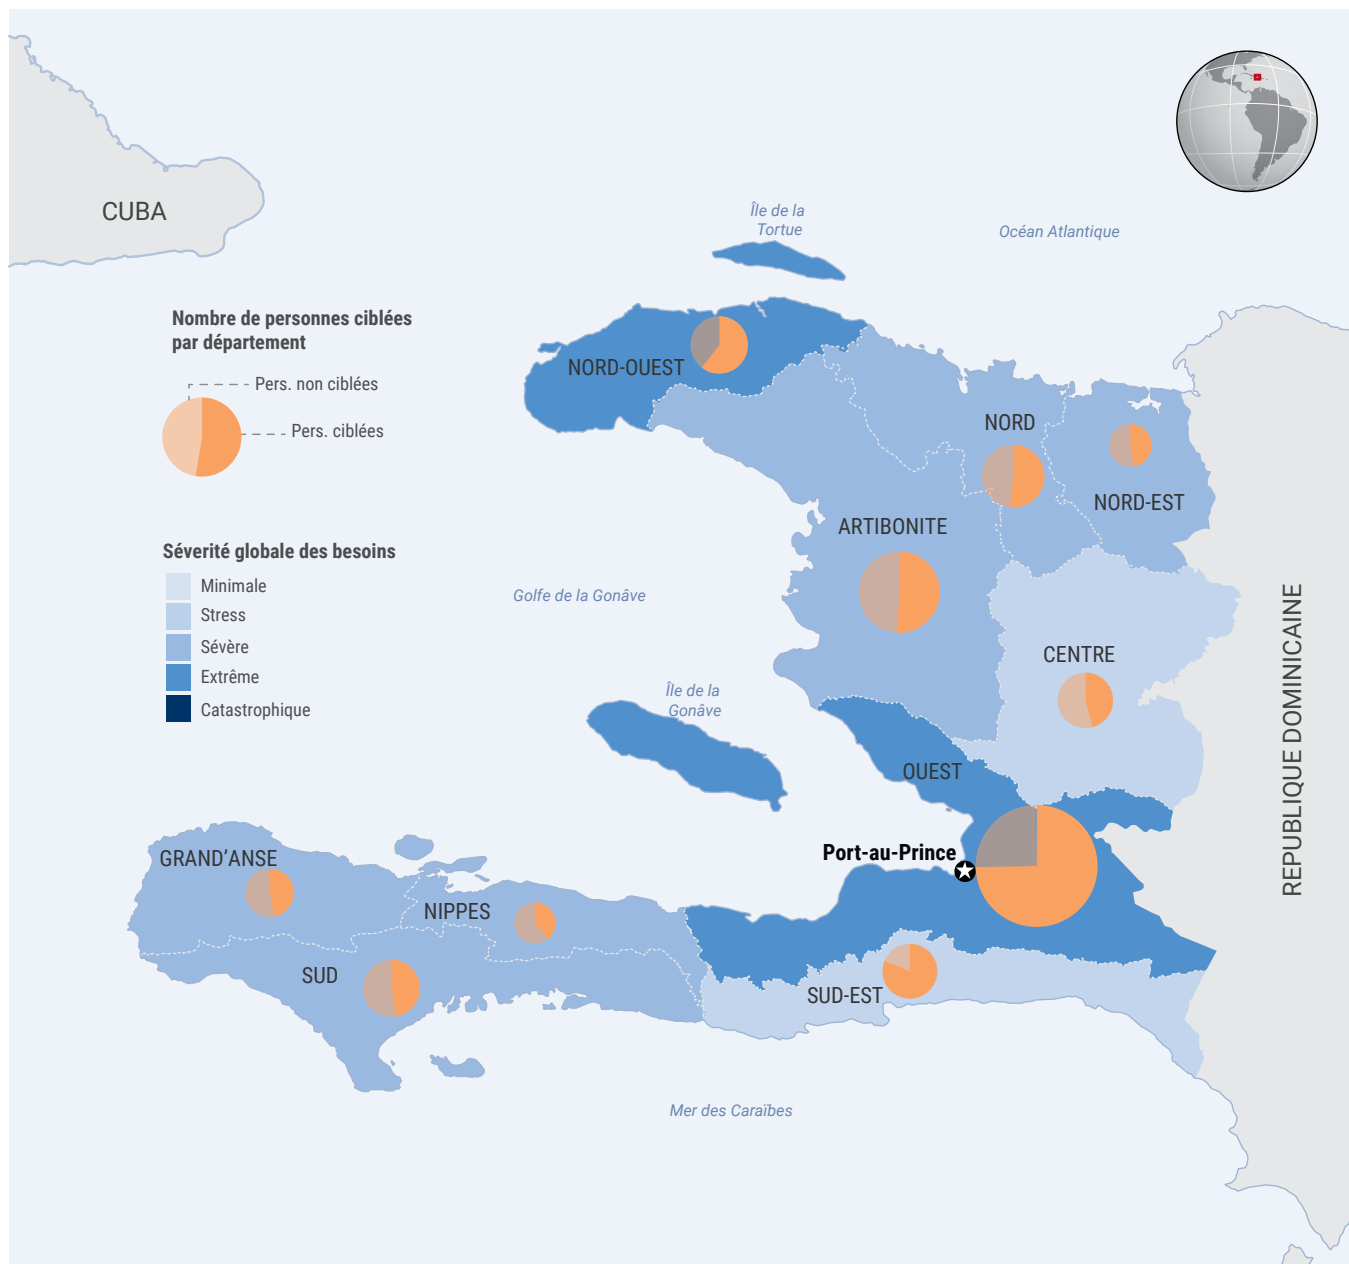 CUBA
Île de la
Tortue
Océan Atlantique
Nombre de personnes ciblées
par département
Pers. non ciblées
Pers. ciblées
NORD-OUEST
NORD
NORD-EST
ARTIBONITE
Séverité globale des besoins
Minimale
Stress
Sévère
Extrême
Catastrophique
Golfe de la Gonâve
CENTRE
Île de la
Gonâve
REPUBLIQUE DOMINICAINE
OUEST
Port-au-Prince
GRAND’ANSE
NIPPES
SUD
SUD-EST
Mer des Caraïbes